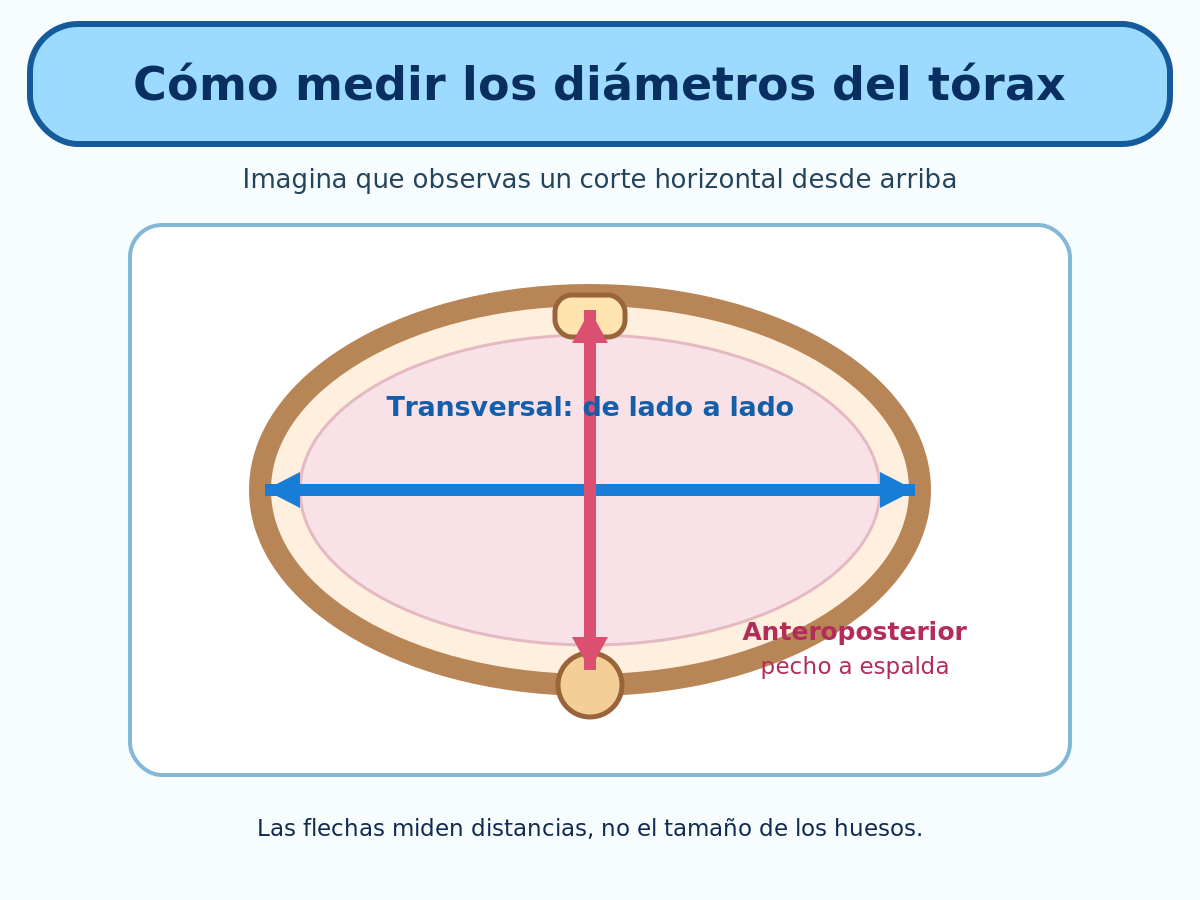 Cómo medir los diámetros del tórax
Imagina que observas un corte horizontal desde arriba
Transversal: de lado a lado
Anteroposterior
pecho a espalda
Las flechas miden distancias, no el tamaño de los huesos.